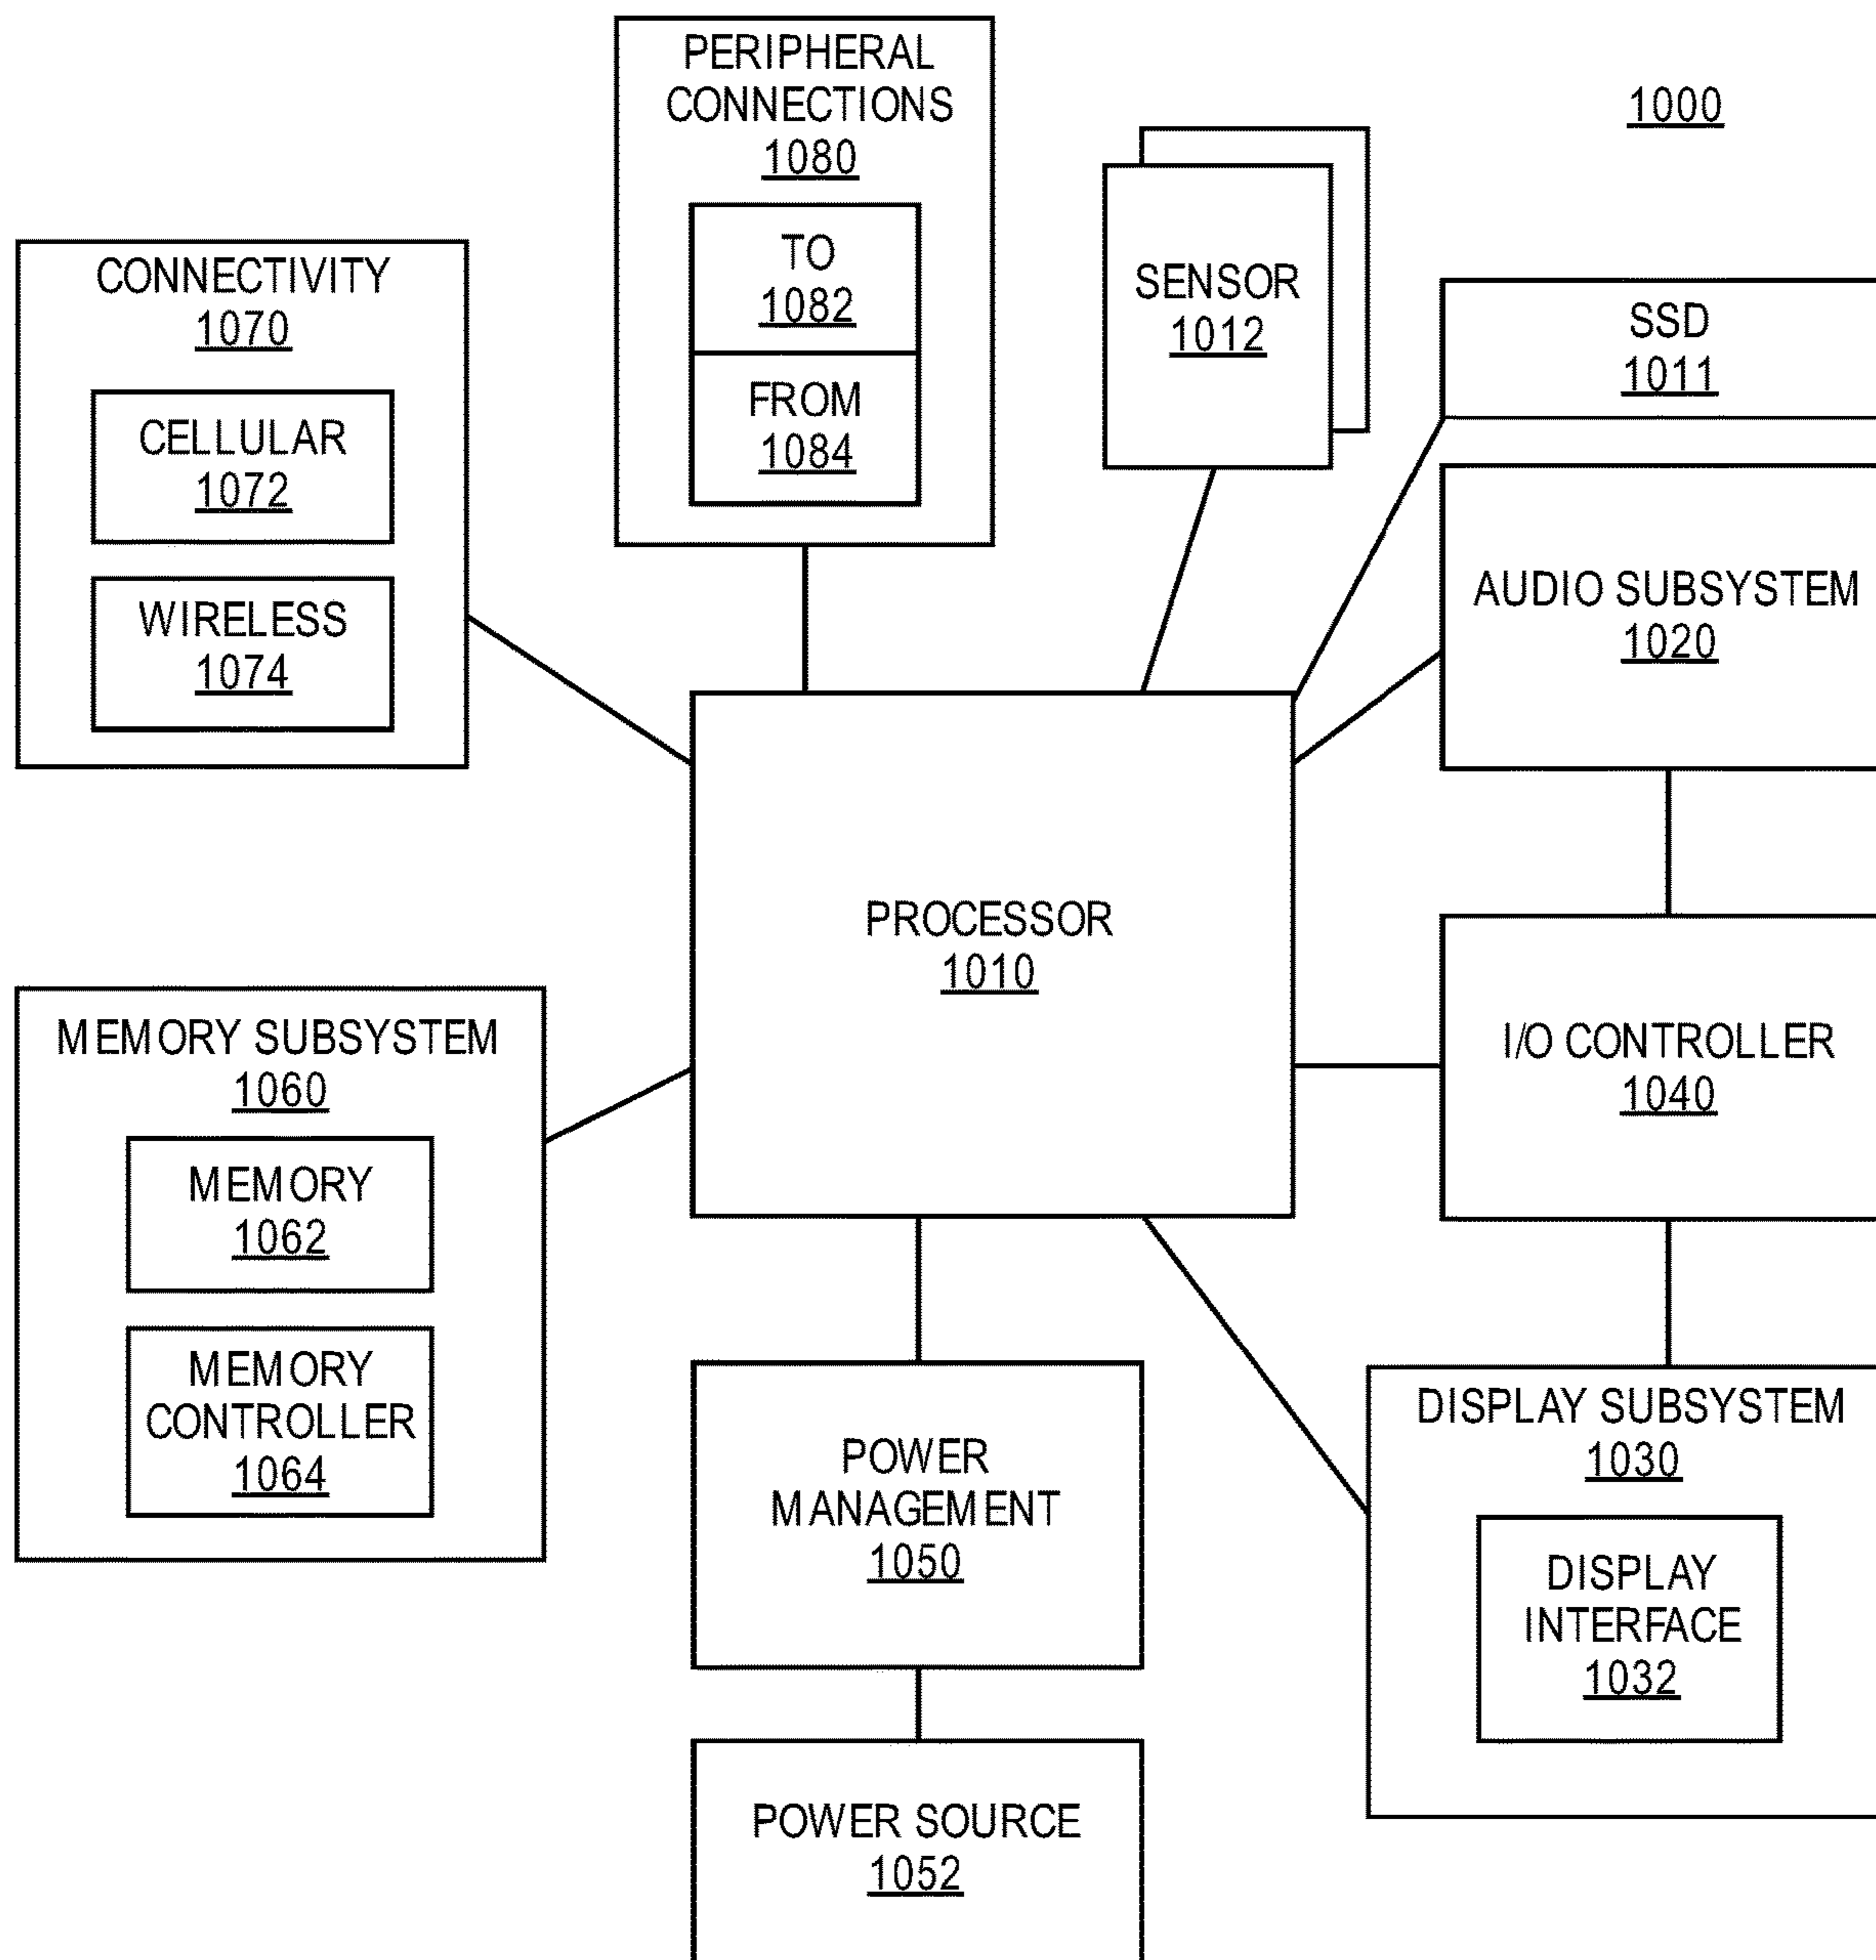 PERIPHERAL
CONNECTIONS
1080
TO
1082
FROM
1084
1000
SENSOR
1012
SSD
1011
CONNECTIVITY
1070
CELLULAR
1072
WIRELESS
1074
AUDIO SUBSYSTEM
1020
PROCESSOR
1010
I/O CONTROLLER
1040
MEMORY SUBSYSTEM
1060
MEMORY
1062
MEMORY
CONTROLLER
1064
POWER
MANAGEMENT
1050
DISPLAY SUBSYSTEM
1030
DISPLAY
INTERFACE
1032
POWER SOURCE
1052